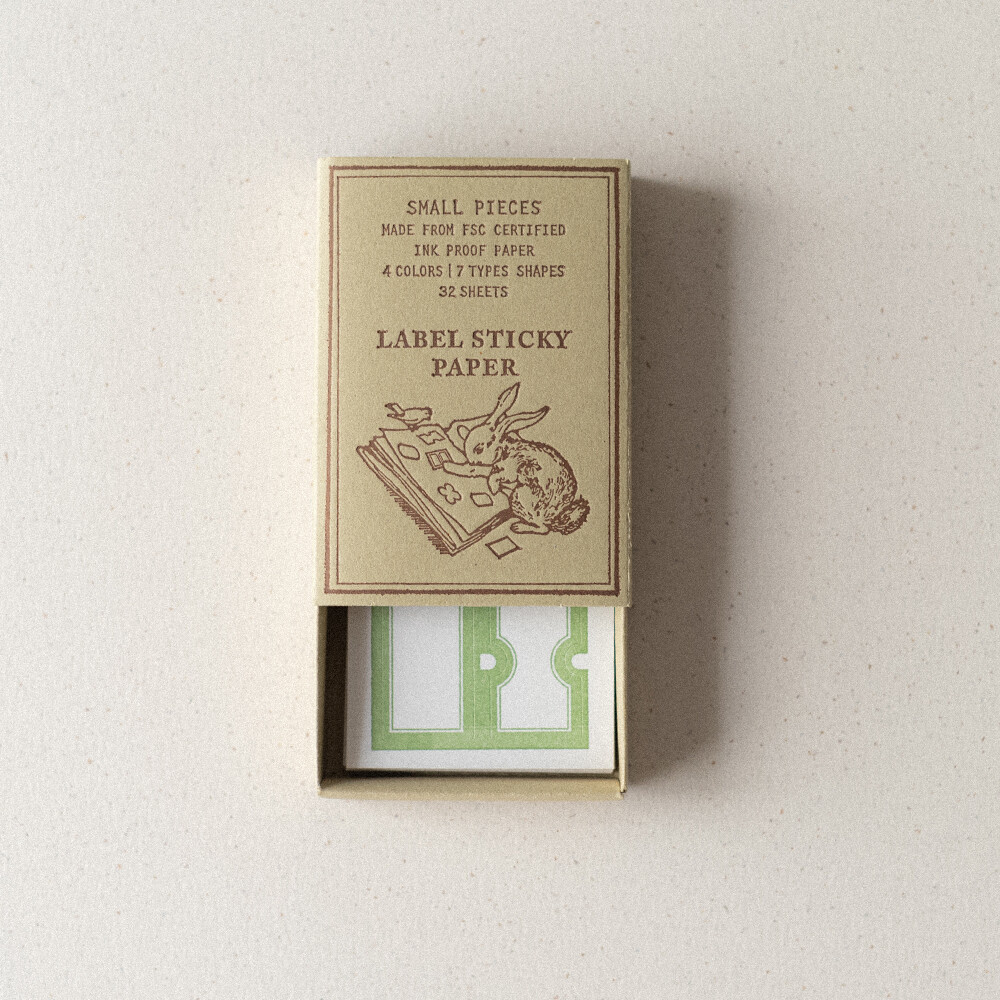 SMALL PIECES
MADE FROM FSC CERTIFIED
INK PROOF PAPER
4 COLORS | 7 TYPES SHAPES
32 SHEETS
LABEL STICKY
PAPER